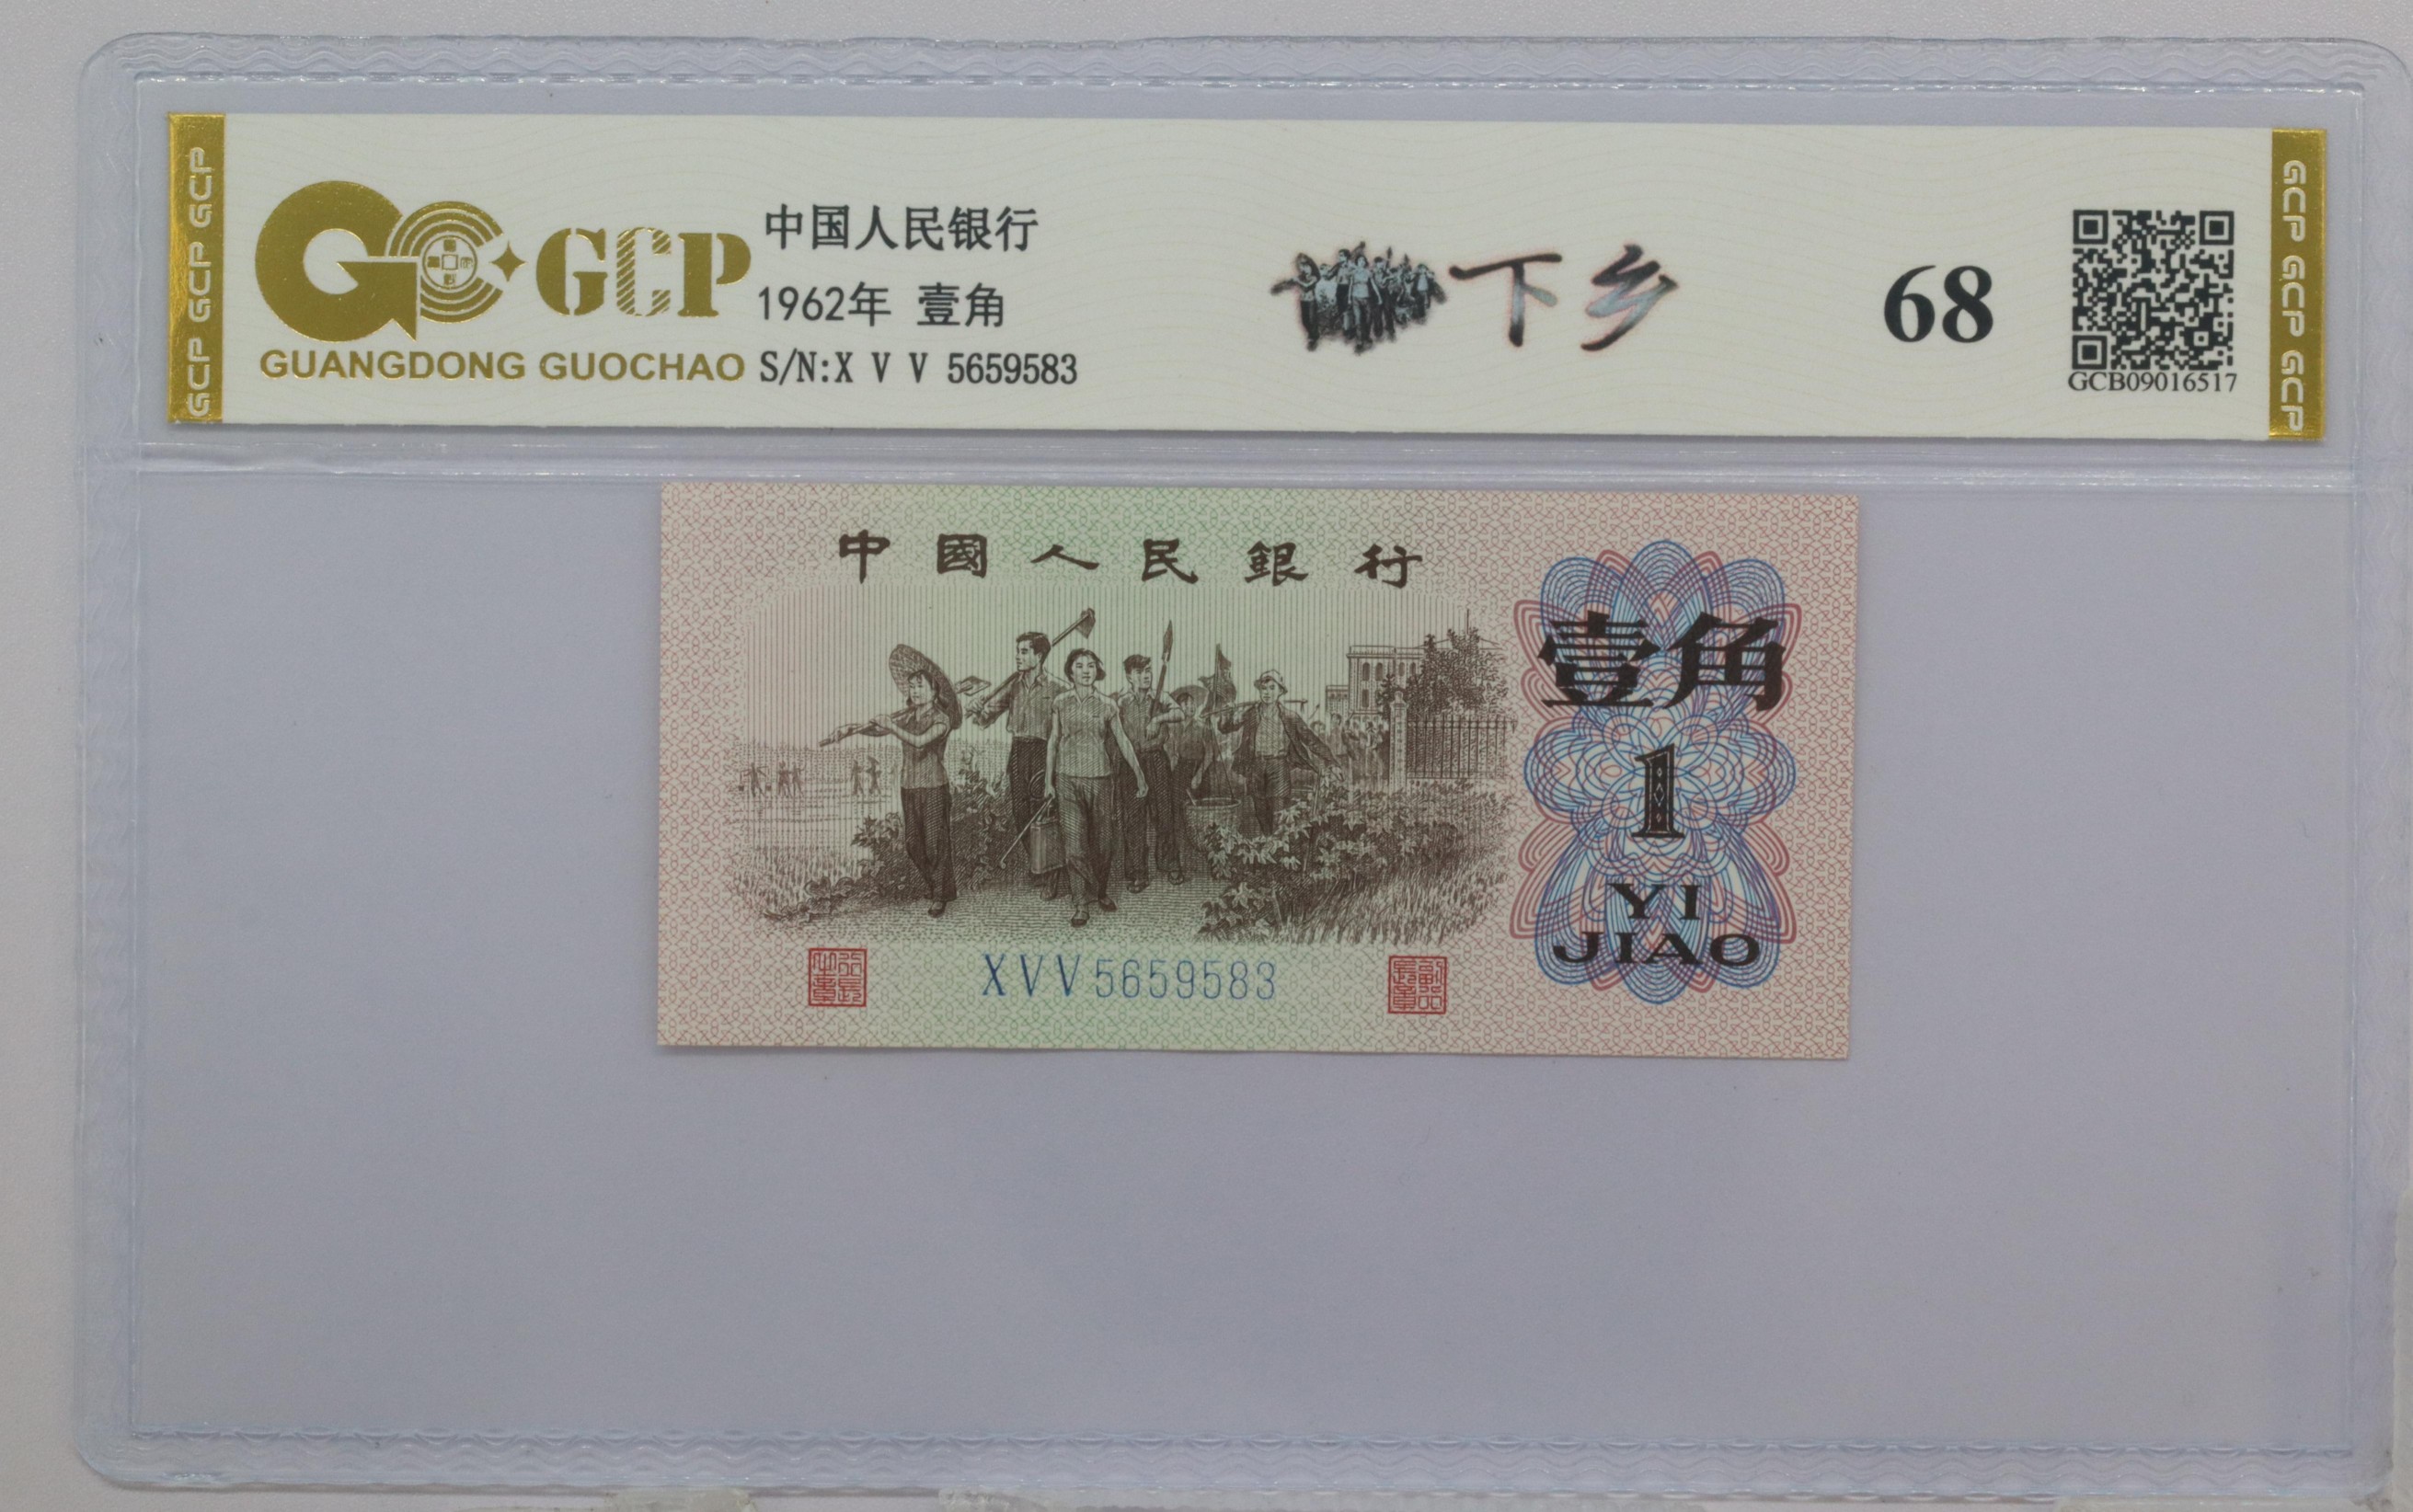 GCP GCP GCP
GCP
GUANGDONG GUOCHAO
中国人民银行
1962年 壹角
S/N:X V V 5659583
下乡
68
GCB09016517
GCP GCP GCP
中國人民銀行
壹角
1
YI
JIAO
XVV5659583